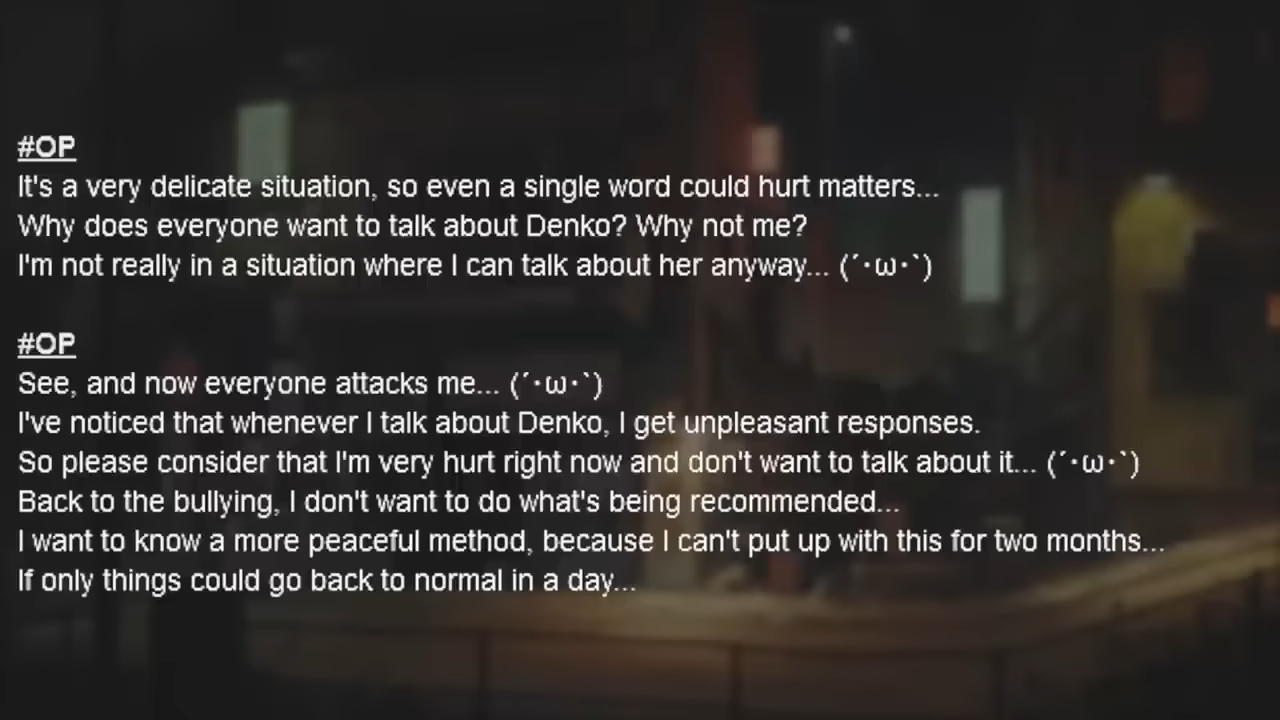 #OP
It's a very delicate situation, so even a single word could hurt matters...
Why does everyone want to talk about Denko? Why not me?
I'm not really in a situation where I can talk about her anyway... (´･ω･`)
#OP
See, and now everyone attacks me... (´･ω･`)
I've noticed that whenever I talk about Denko, I get unpleasant responses.
So please consider that I'm very hurt right now and don't want to talk about it... (´･ω･`)
Back to the bullying, I don't want to do what's being recommended...
I want to know a more peaceful method, because I can't put up with this for two months...
If only things could go back to normal in a day...